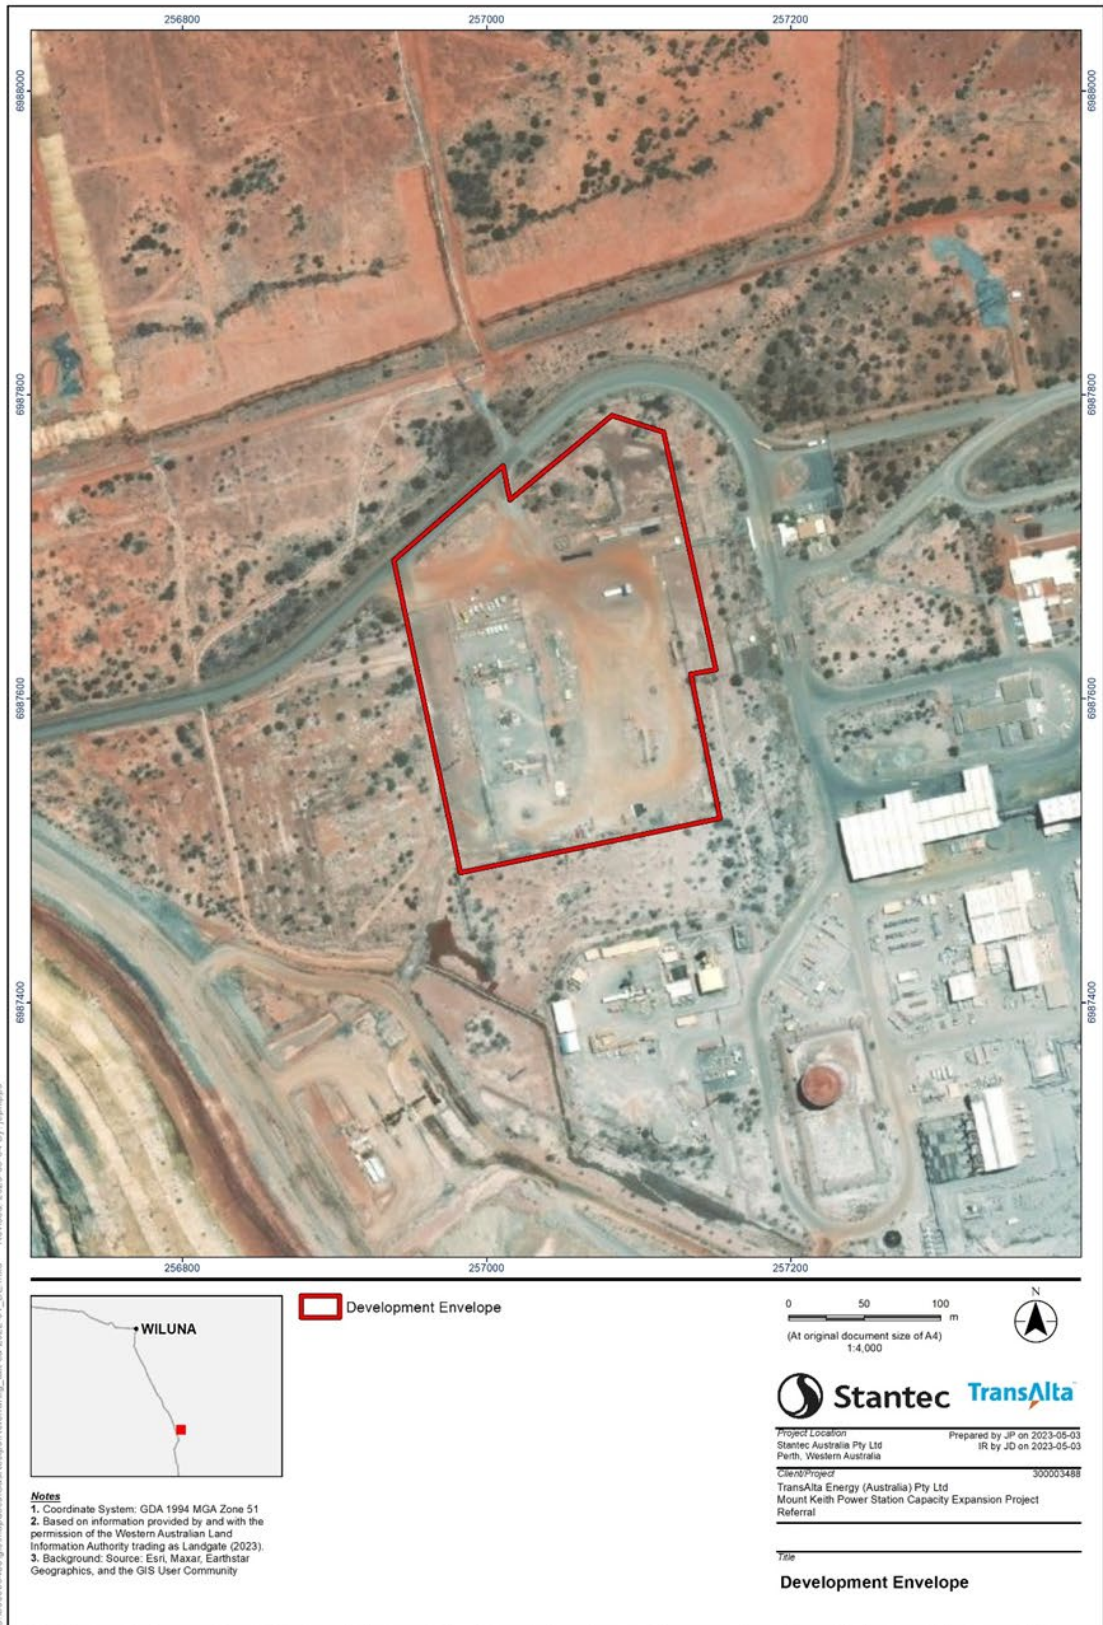 256800 257000 257200
6988000 6988000
6987800 6987800
6987600 6987600
6987400 6987400
256800 257000 257200
WILUNA
Development Envelope
0 50 100
m
(At original document size of A4)
1:4,000
N
Stantec TransAlta
Project Location
Stantec Australia Pty Ltd
Perth, Western Australia
Prepared by JP on 2023-05-03
IR by JD on 2023-05-03
Client/Project 300003488
TransAlta Energy (Australia) Pty Ltd
Mount Keith Power Station Capacity Expansion Project
Referral
Title
Development Envelope
Notes
1. Coordinate System: GDA 1994 MGA Zone 51
2. Based on information provided by and with the
permission of the Western Australian Land
Information Authority trading as Landgate (2023).
3. Background: Source: Esri, Maxar, Earthstar
Geographics, and the GIS User Community